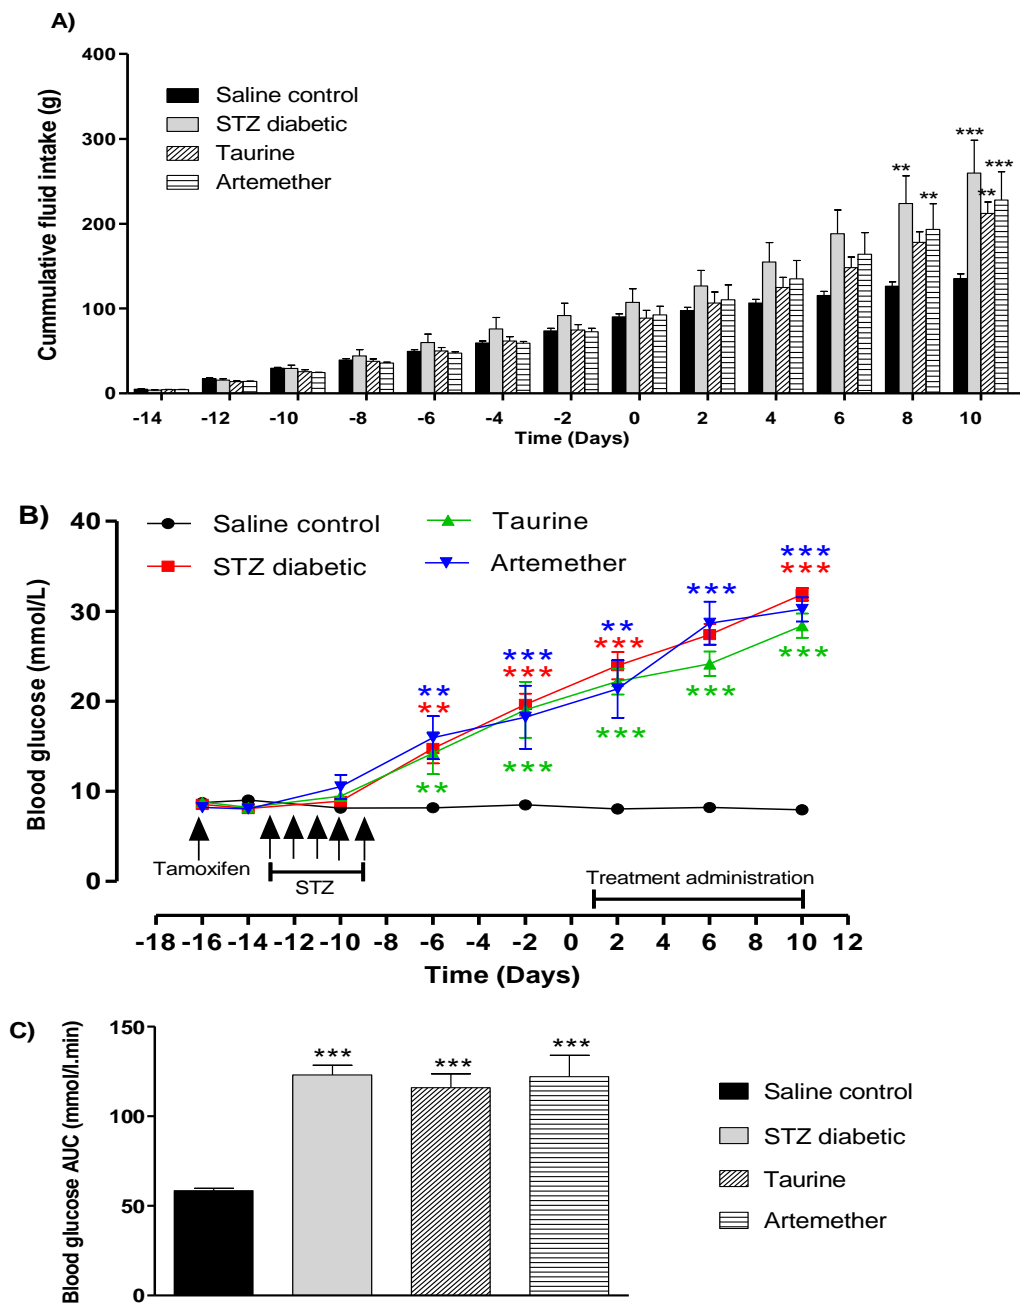 A)
Cummulative fluid intake (g)
400
300
200
100
0
Saline control
STZ diabetic
Taurine
Artemether
** ** *** ** ***
-14 -12 -10 -8 -6 -4 -2 0 2 4 6 8 10
Time (Days)
B)
Blood glucose (mmol/L)
40
30
20
10
0
Saline control
STZ diabetic
Taurine
Artemether
** *** ** *** ***
** *** *** ***
** *** *** *** ***
Tamoxifen
STZ
Treatment administration
-18 -16 -14 -12 -10 -8 -6 -4 -2 0 2 4 6 8 10 12
Time (Days)
C)
Blood glucose AUC (mmol/l.min)
150
100
50
0
*** *** ***
Saline control
STZ diabetic
Taurine
Artemether